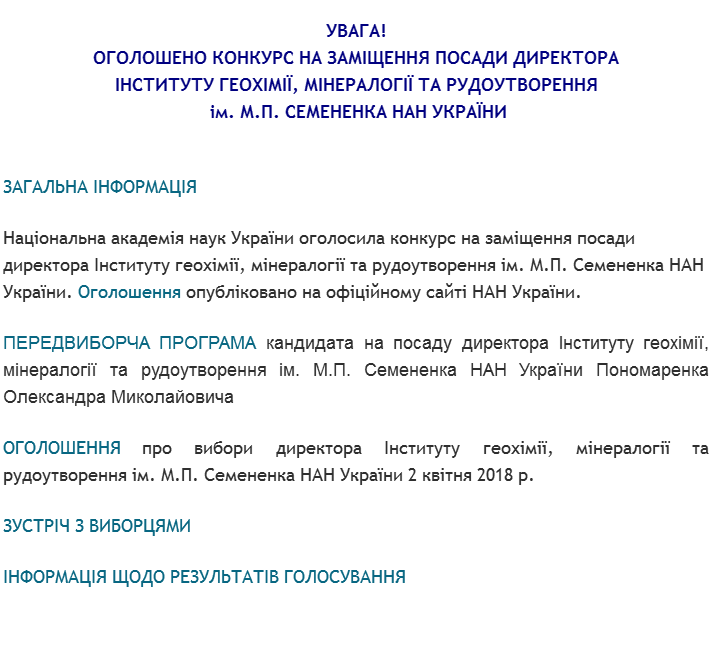 УВАГА!
ОГОЛОШЕНО КОНКУРС НА ЗАМІЩЕННЯ ПОСАДИ ДИРЕКТОРА
ІНСТИТУТУ ГЕОХІМІЇ, МІНЕРАЛОГІЇ ТА РУДОУТВОРЕННЯ
ім. М.П. СЕМЕНЕНКА НАН УКРАЇНИ
ЗАГАЛЬНА ІНФОРМАЦІЯ
Національна академія наук України оголосила конкурс на заміщення посади
директора Інституту геохімії, мінералогії та рудоутворення ім. М.П. Семененка НАН
України. Оголошення опубліковано на офіційному сайті НАН України.
ПЕРЕДВИБОРЧА ПРОГРАМА кандидата на посаду директора Інституту геохімії,
мінералогії та рудоутворення ім. М.П. Семененка НАН України Пономаренка
Олександра Миколайовича
ОГОЛОШЕННЯ про вибори директора Інституту геохімії, мінералогії та
рудоутворення ім. М.П. Семененка НАН України 2 квітня 2018 р.
ЗУСТРІЧ З ВИБОРЦЯМИ
ІНФОРМАЦІЯ ЩОДО РЕЗУЛЬТАТІВ ГОЛОСУВАННЯ